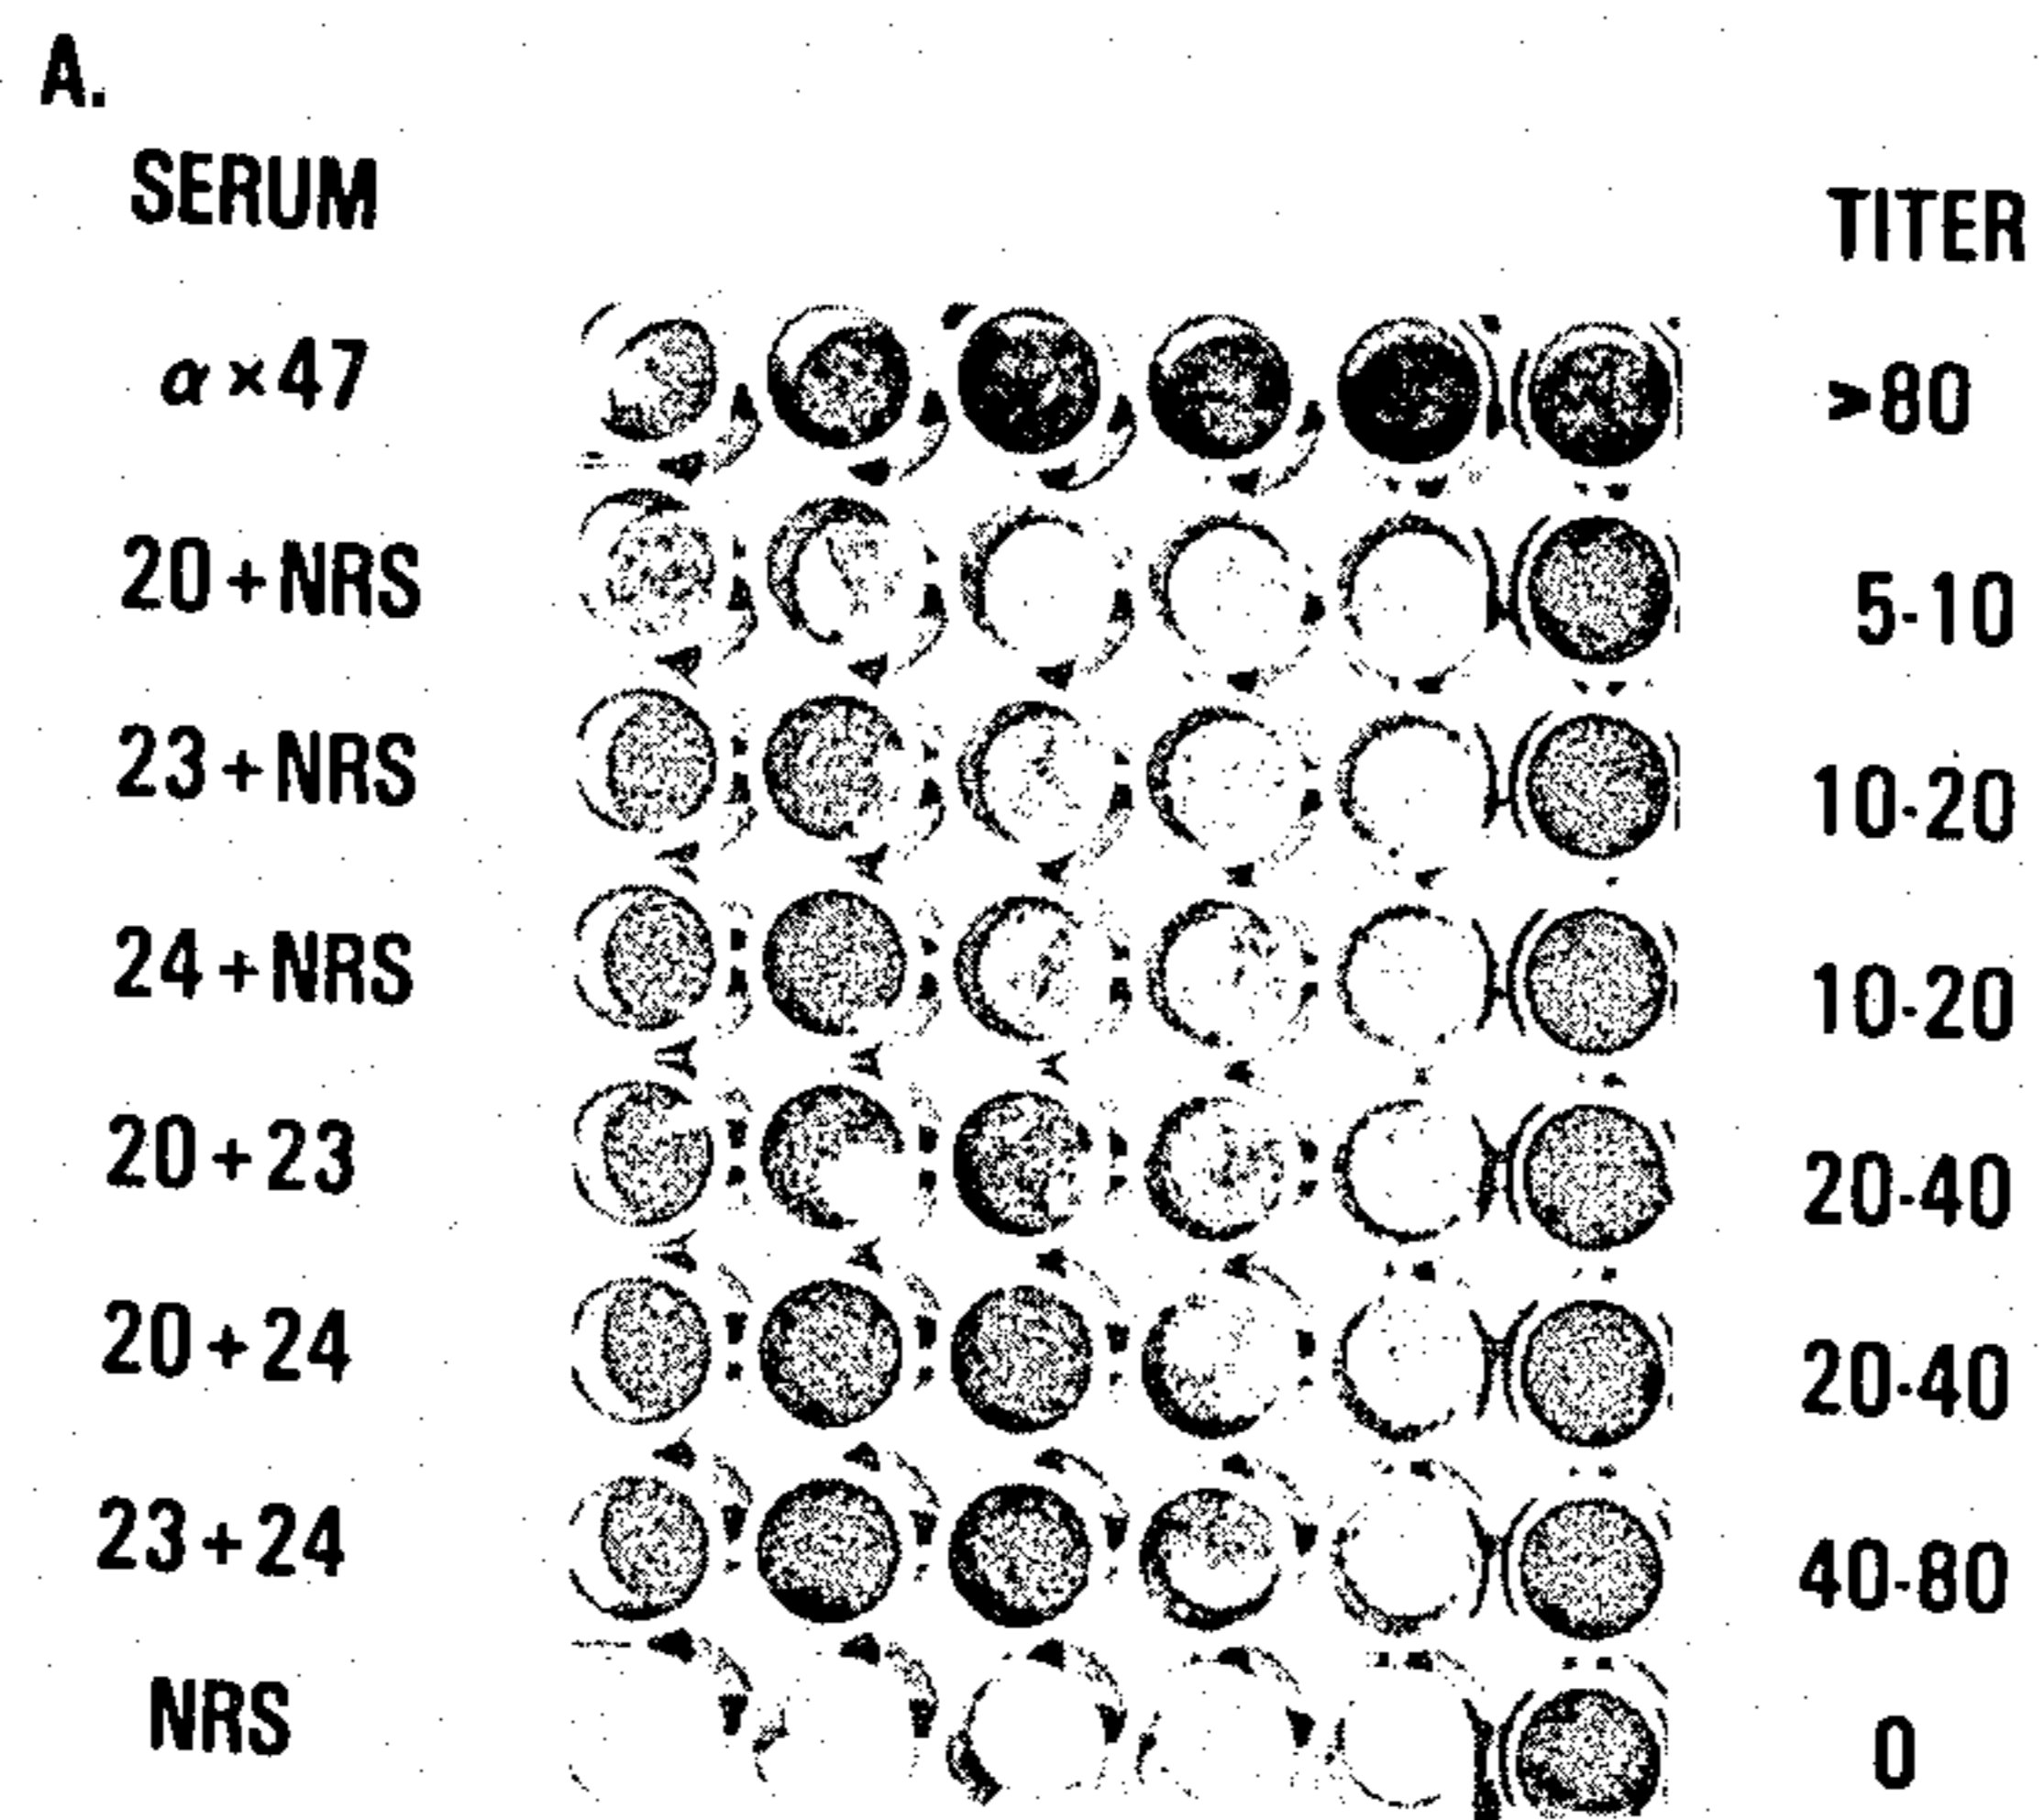 A.
SERUM TITER
α×47 >80
20+NRS 5-10
23+NRS 10-20
24+NRS 10-20
20+23 20-40
20+24 20-40
23+24 40-80
NRS 0